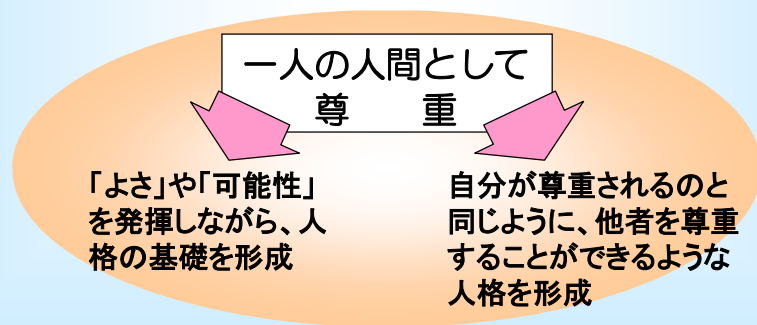 一人の人間として
尊　　重
「よさ」や「可能性」
を発揮しながら、人
格の基礎を形成
自分が尊重されるのと
同じように、他者を尊重
することができるような
人格を形成